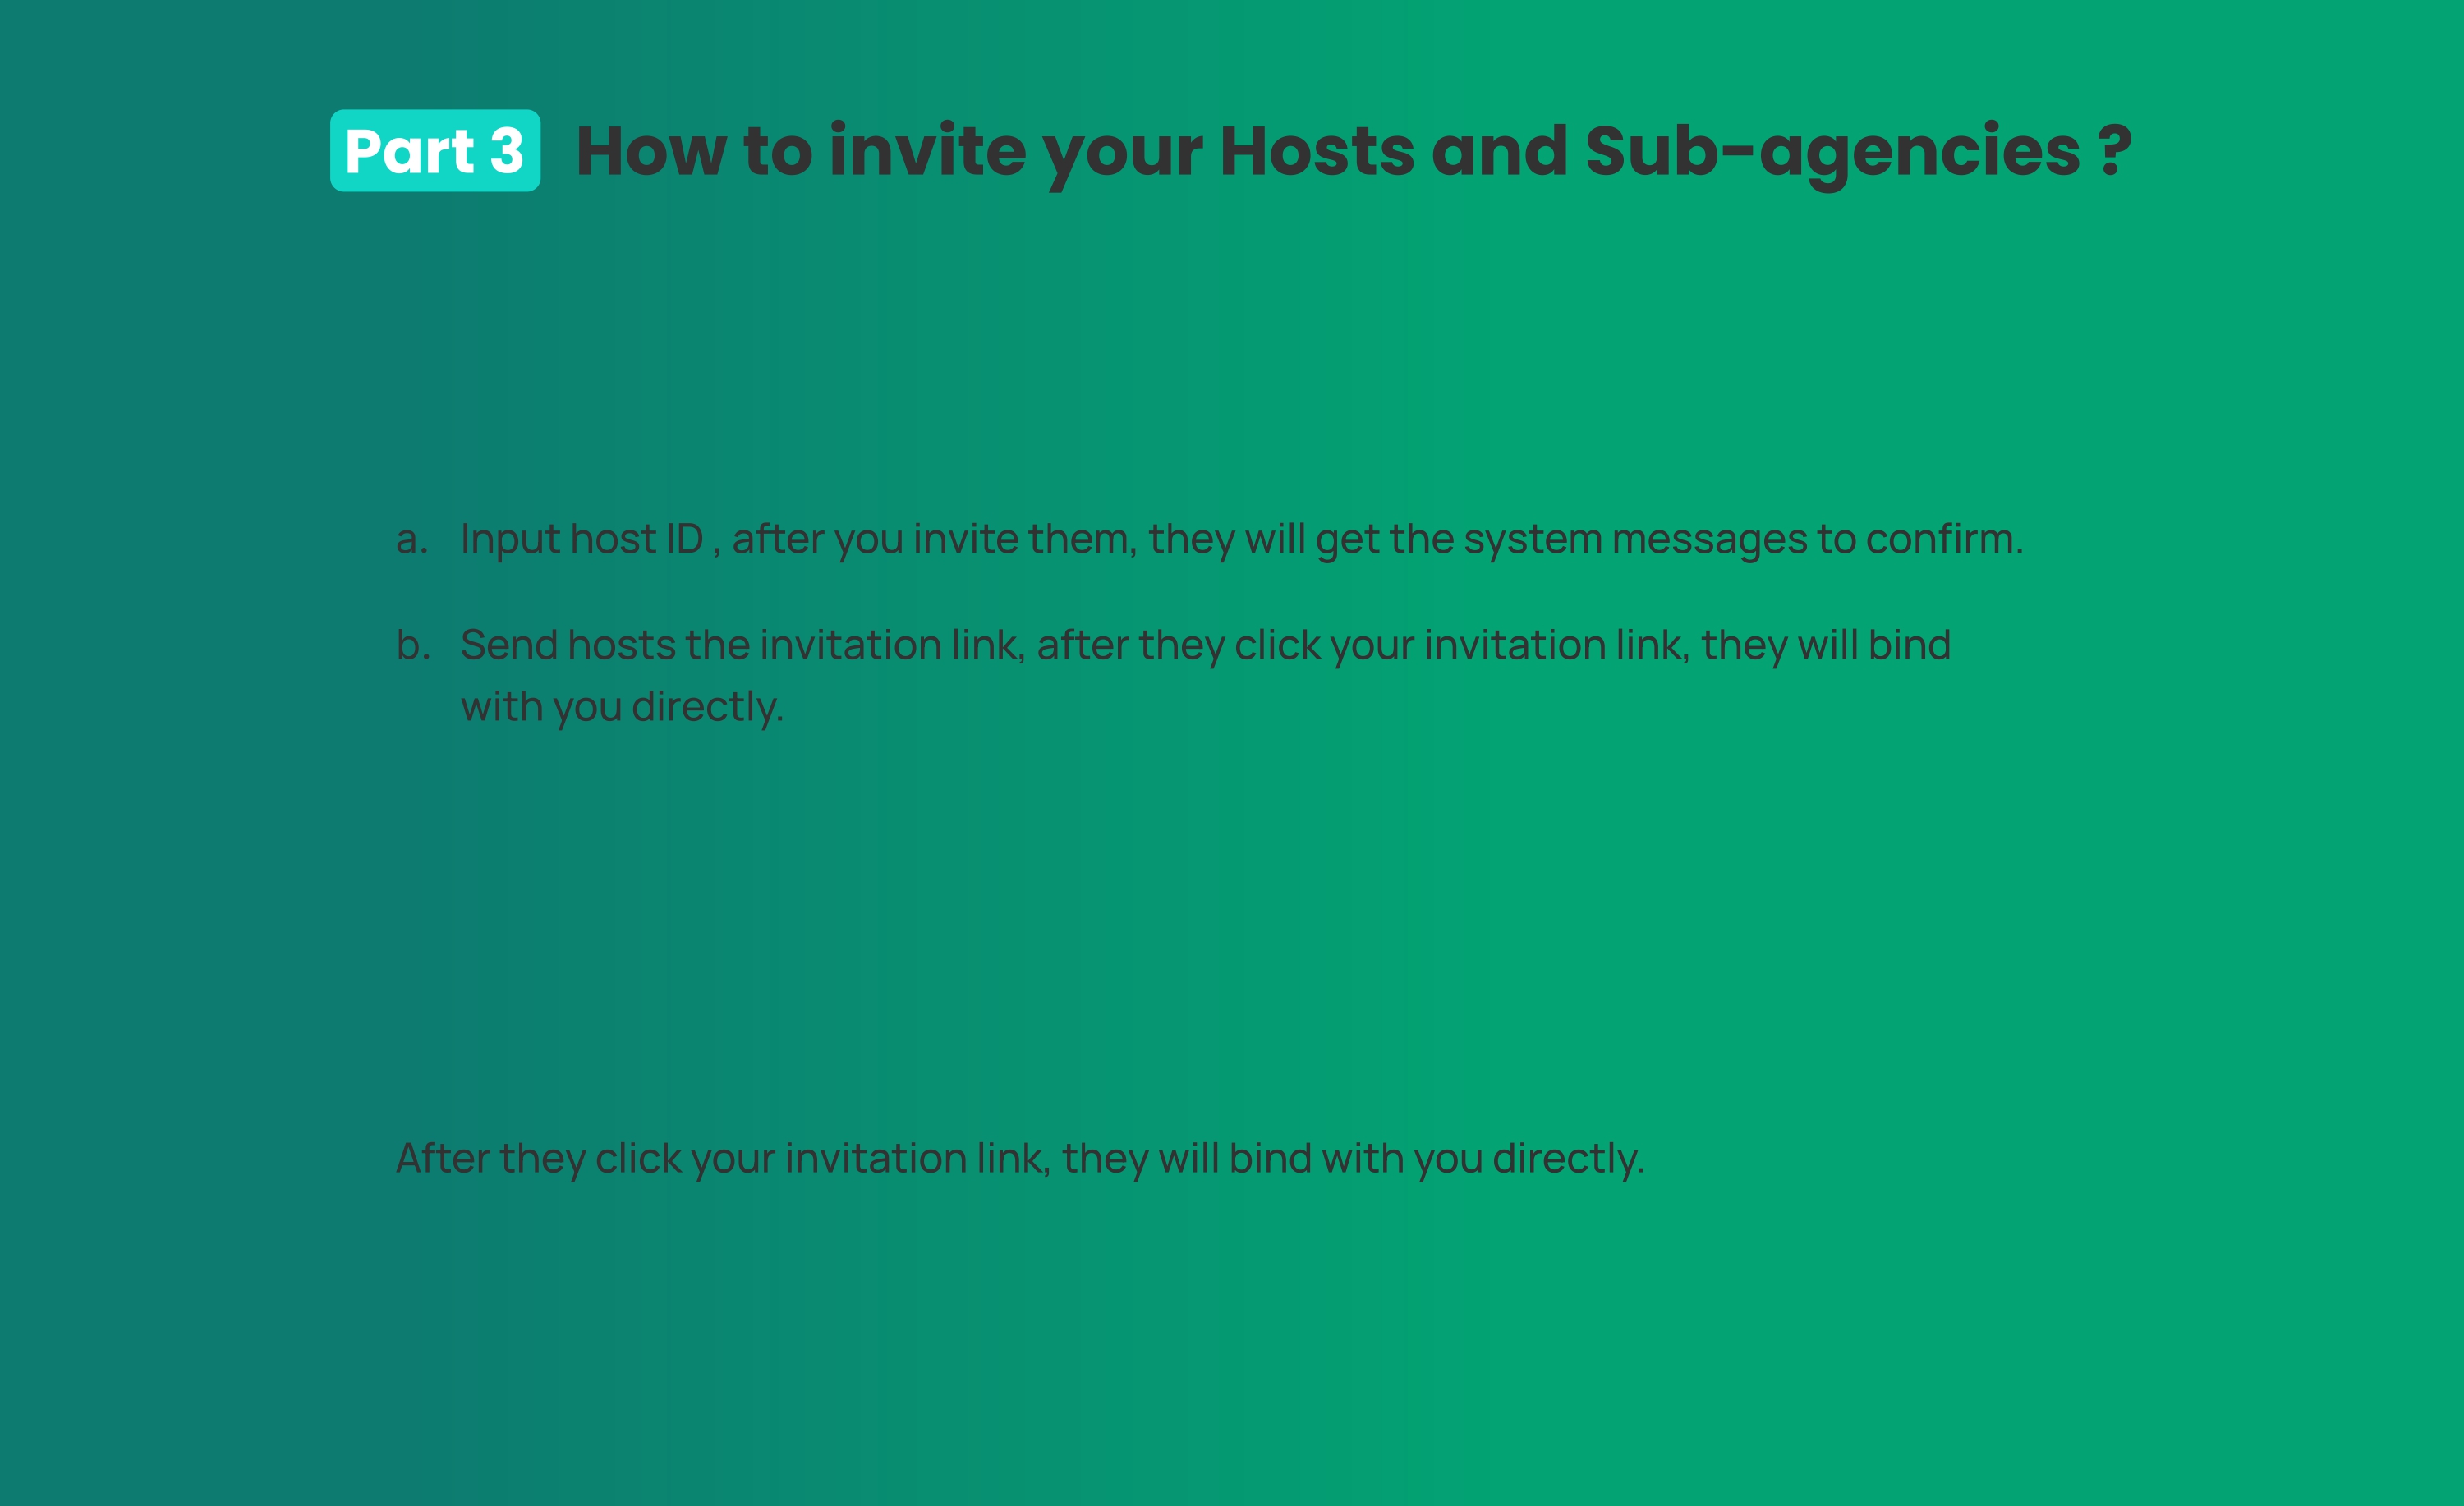 Part 3 How to invite your Hosts and Sub-agencies ?
a. Input host ID , after you invite them, they will get the system messages to confirm.
b. Send hosts the invitation link, after they click your invitation link, they will bind
with you directly.
After they click your invitation link, they will bind with you directly.